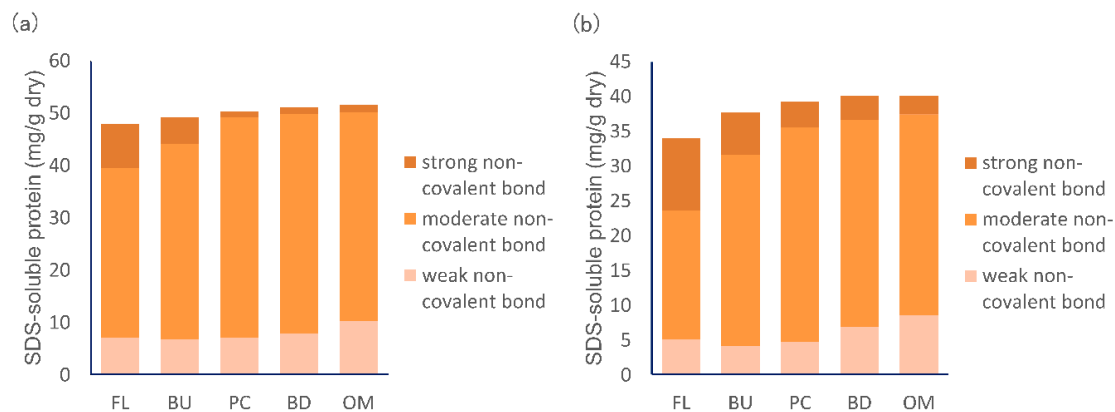 (a)
SDS-soluble protein (mg/g dry)
60
50
40
30
20
10
0
FL BU PC BD OM
strong non-
covalent bond
moderate non-
covalent bond
weak non-
covalent bond
(b)
SDS-soluble protein (mg/g dry)
45
40
35
30
25
20
15
10
5
0
FL BU PC BD OM
strong non-
covalent bond
moderate non-
covalent bond
weak non-
covalent bond